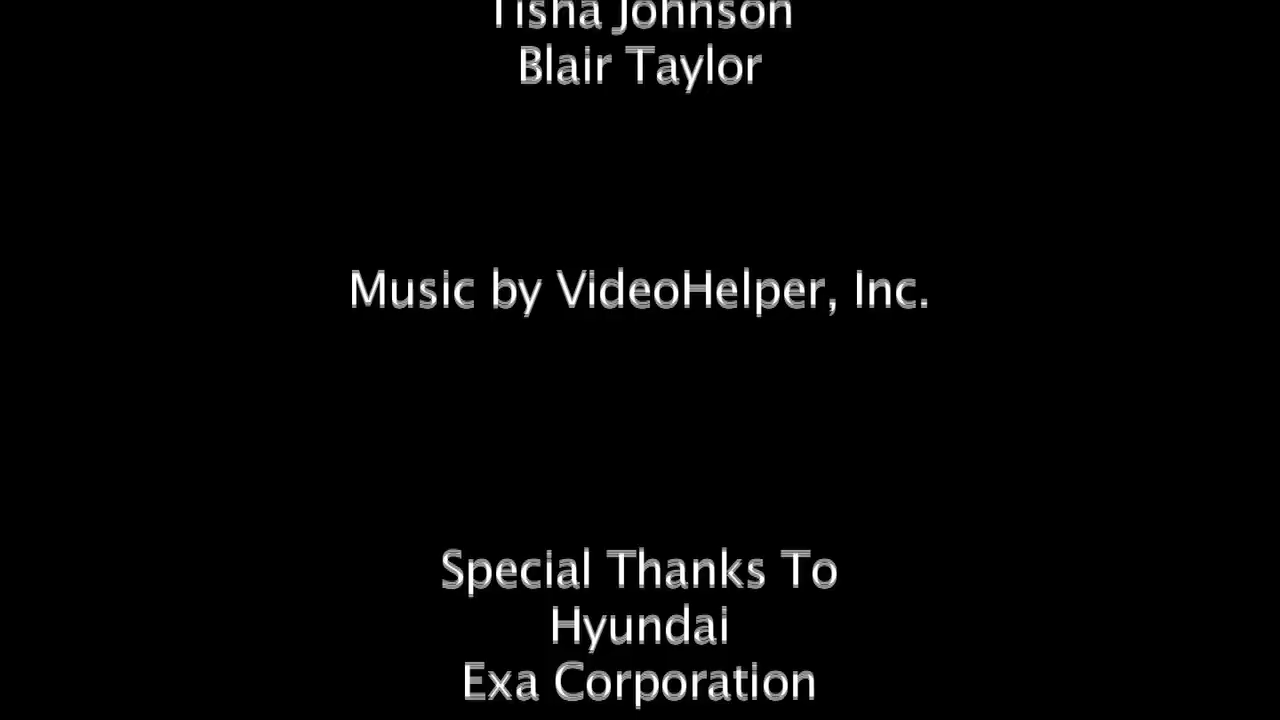 Tisha Johnson
Blair Taylor
Music by VideoHelper, Inc.
Special Thanks To
Hyundai
Exa Corporation